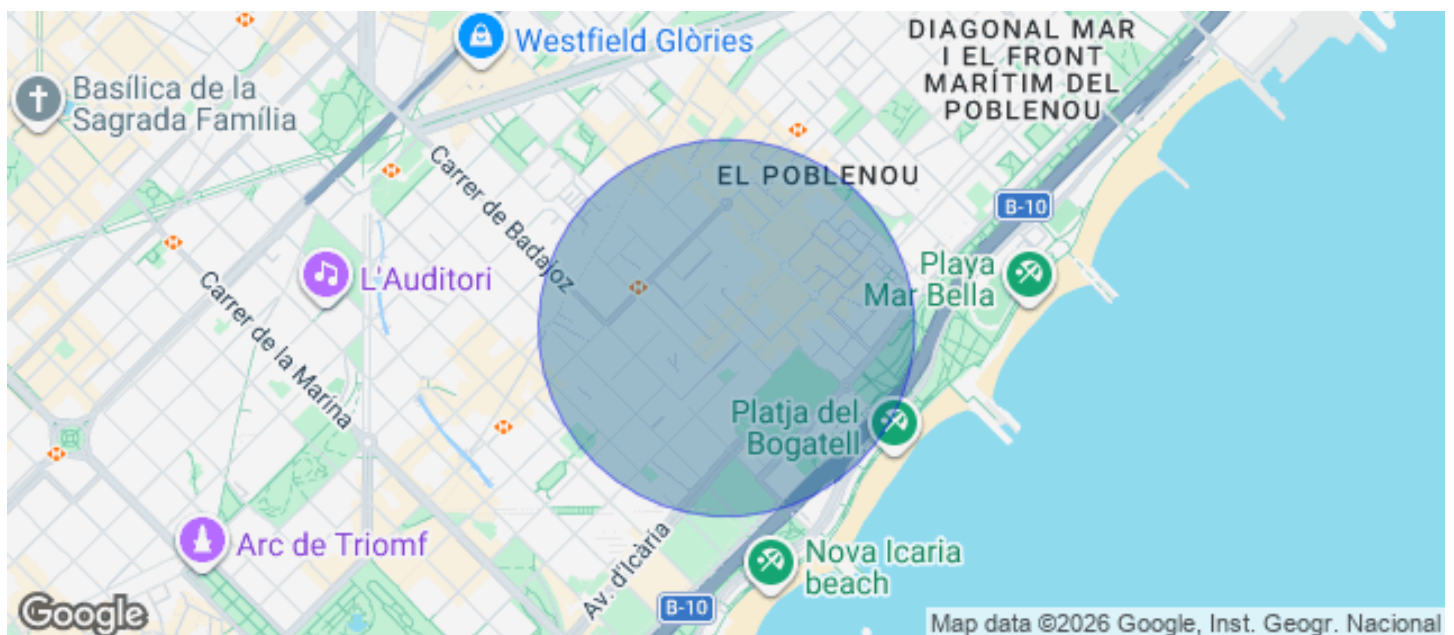 DIAGONAL MAR
I EL FRONT
MARÍTIM DEL
POBLENOU
Westfield Glòries
Basílica de la
Sagrada Família
Carrer de Badajoz
EL POBLENOU
B-10
L'Auditori
Playa
Mar Bella
Carrer de la Marina
Platja del
Bogatell
Arc de Triomf
Av. d'Icària
Nova Icaria
beach
B-10
Google
Map data ©2026 Google, Inst. Geogr. Nacional